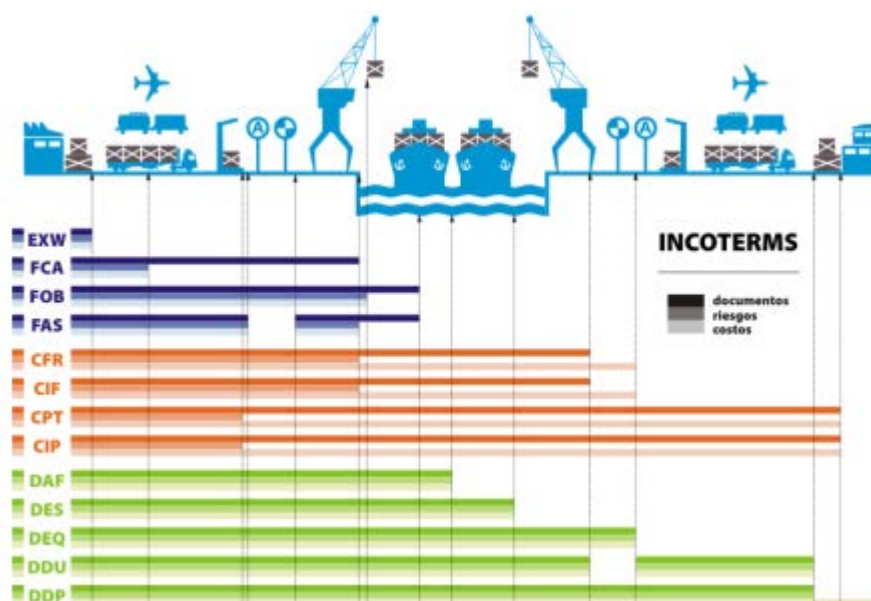 A
A
EXW
INCOTERMS
FCA
FOB
documentos
riesgos
costos
FAS
CFR
CIF
CPT
CIP
DAF
DES
DEQ
DDU
DDP